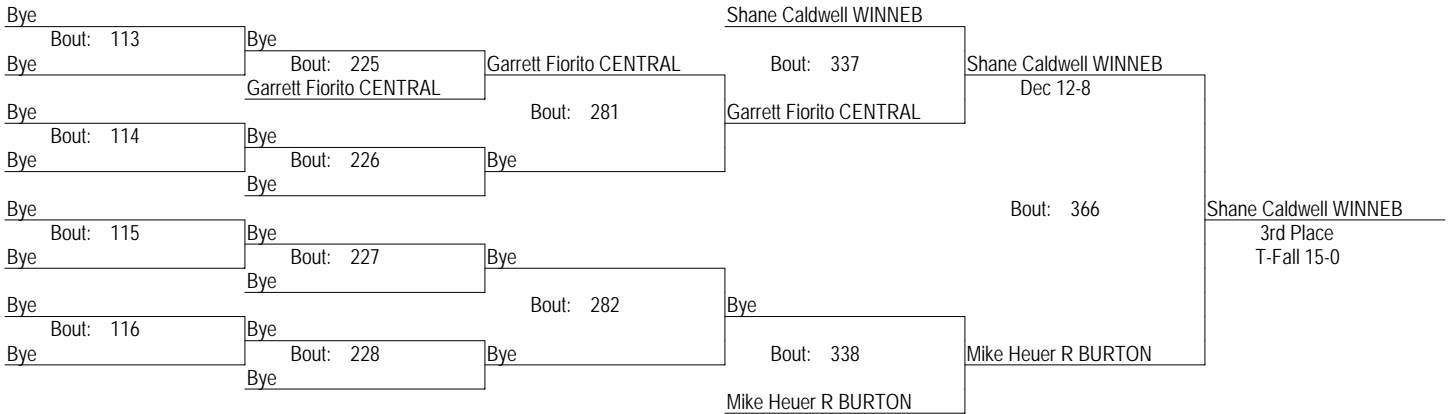 Bye Shane Caldwell WINNEB
Bout: 113 Bye
Bye Bout: 225 Garrett Fiorito CENTRAL Bout: 337 Shane Caldwell WINNEB
Garrett Fiorito CENTRAL Dec 12-8
Bye Bout: 281 Garrett Fiorito CENTRAL
Bout: 114 Bye
Bye Bout: 226 Bye
Bye
Bye Bout: 366 Shane Caldwell WINNEB
Bout: 115 Bye 3rd Place
Bye Bout: 227 Bye T-Fall 15-0
Bye
Bye Bout: 282 Bye
Bout: 116 Bye
Bye Bout: 228 Bye Bout: 338 Mike Heuer R BURTON
Bye
Mike Heuer R BURTON